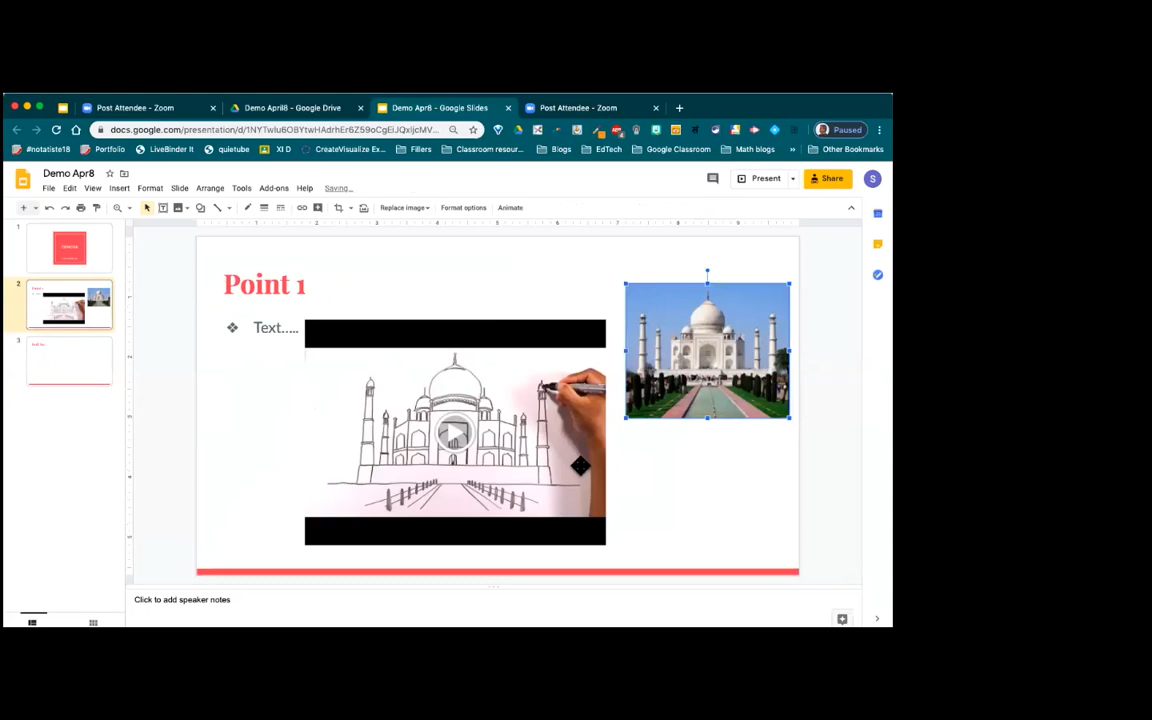 Post Attendee - Zoom
Demo April8 - Google Drive
Demo Apr8 - Google Slides
Post Attendee - Zoom
Paused
#notatiste18
Portfolio
LiveBinder It
quietube
XI D
CreateVisualize Ex...
Fillers
Classroom resour...
Blogs
EdTech
Google Classroom
Math blogs
Other Bookmarks
Demo Apr8
File Edit View Insert Format Slide Arrange Tools Add-ons Help Saving...
Present
Share
S
Replace image
Format options
Animate
1
2
3
Point 1
❖ Text.....
Click to add speaker notes